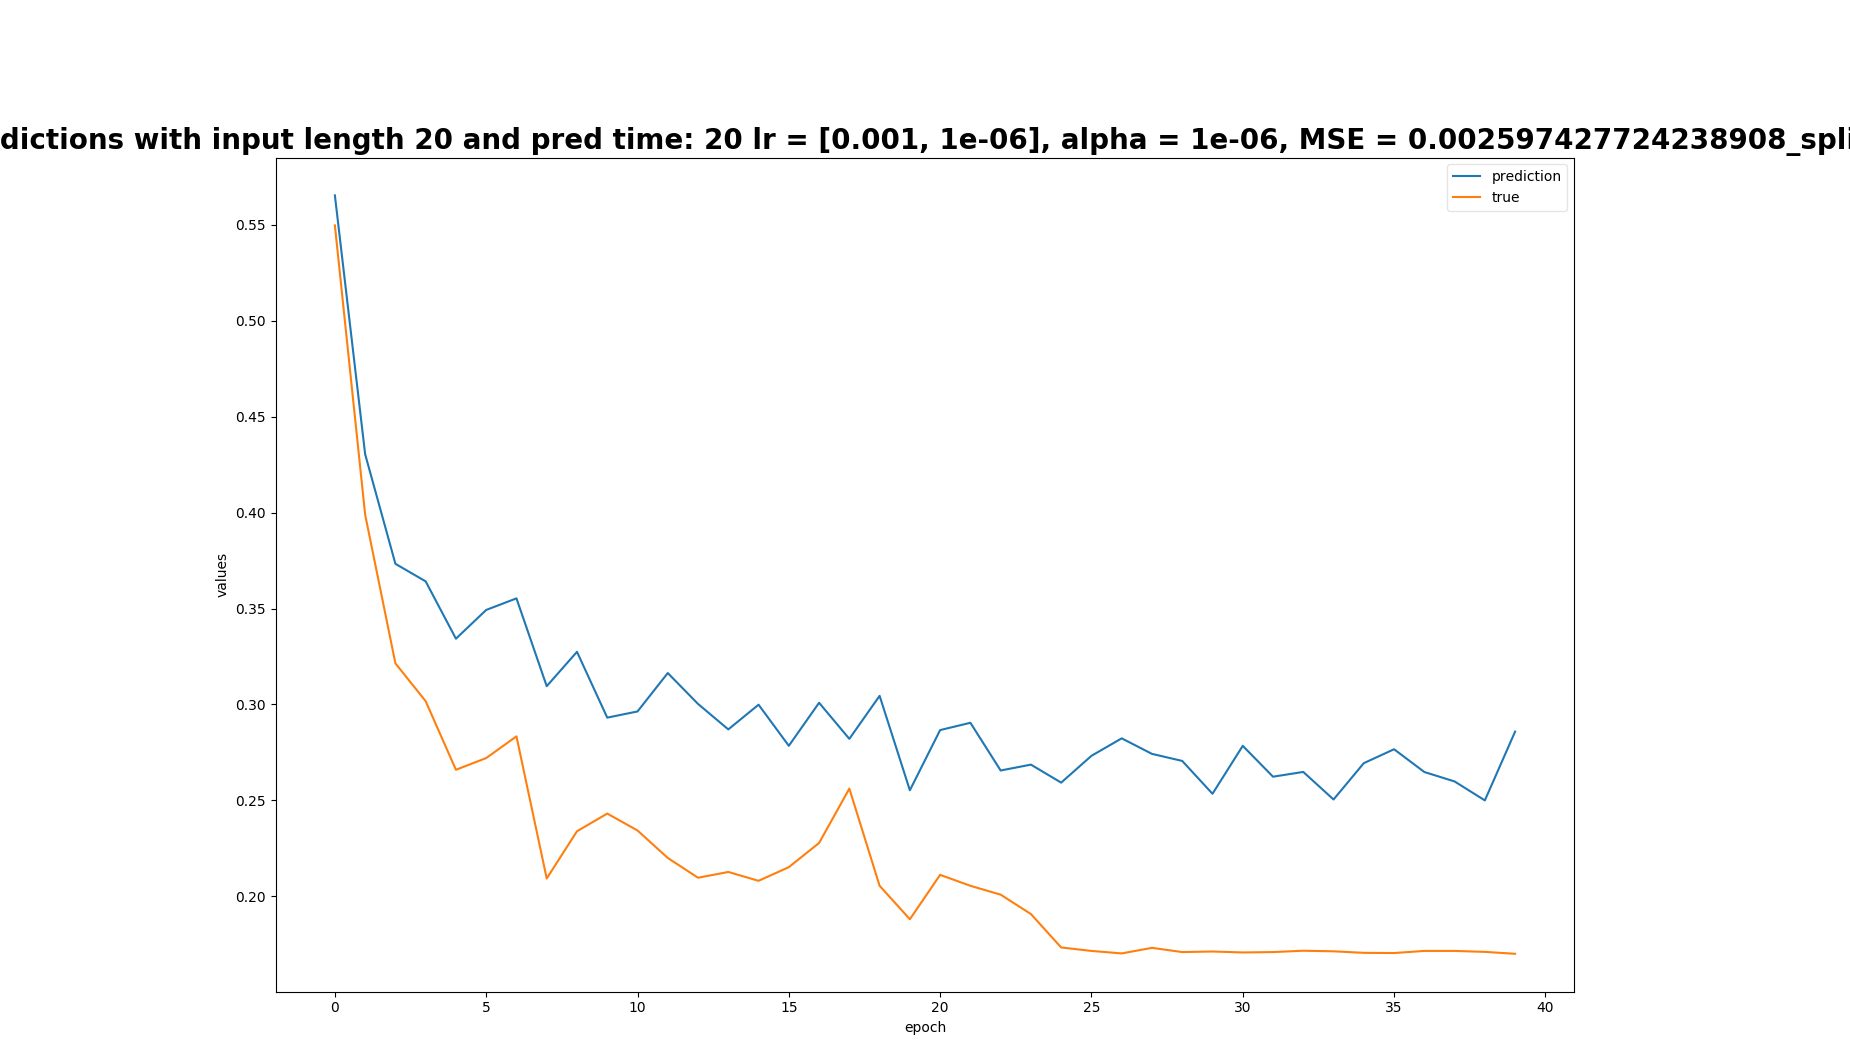 dictions with input length 20 and pred time: 20 lr = [0.001, 1e-06], alpha = 1e-06, MSE = 0.002597427724238908_spli
prediction
true
0.55
0.50
0.45
0.40
0.35
0.30
0.25
0.20
values
0 5 10 15 20 25 30 35 40
epoch